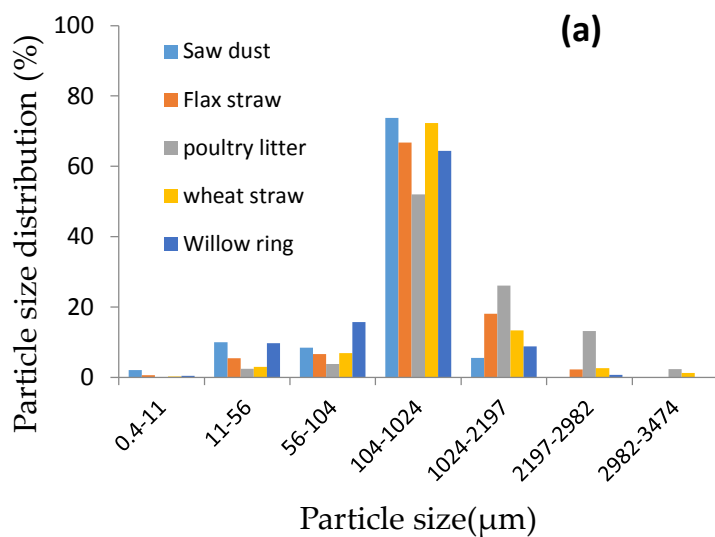 (a)
Particle size distribution (%)
100
80
60
40
20
0
Saw dust
Flax straw
poultry litter
wheat straw
Willow ring
0.4-11
11-56
56-104
104-1024
1024-2197
2197-2982
2982-3474
Particle size(µm)